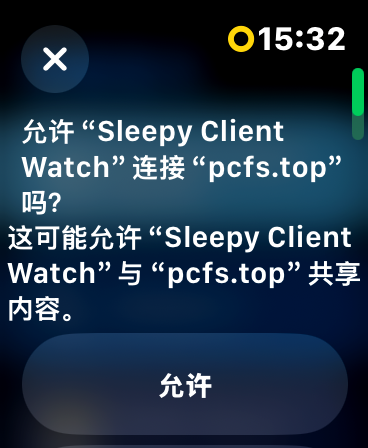 15:32
允许 “Sleepy Client
Watch” 连接 “pcfs.top”
吗?
这可能允许 “Sleepy Client
Watch” 与 “pcfs.top” 共享
内容。
允许